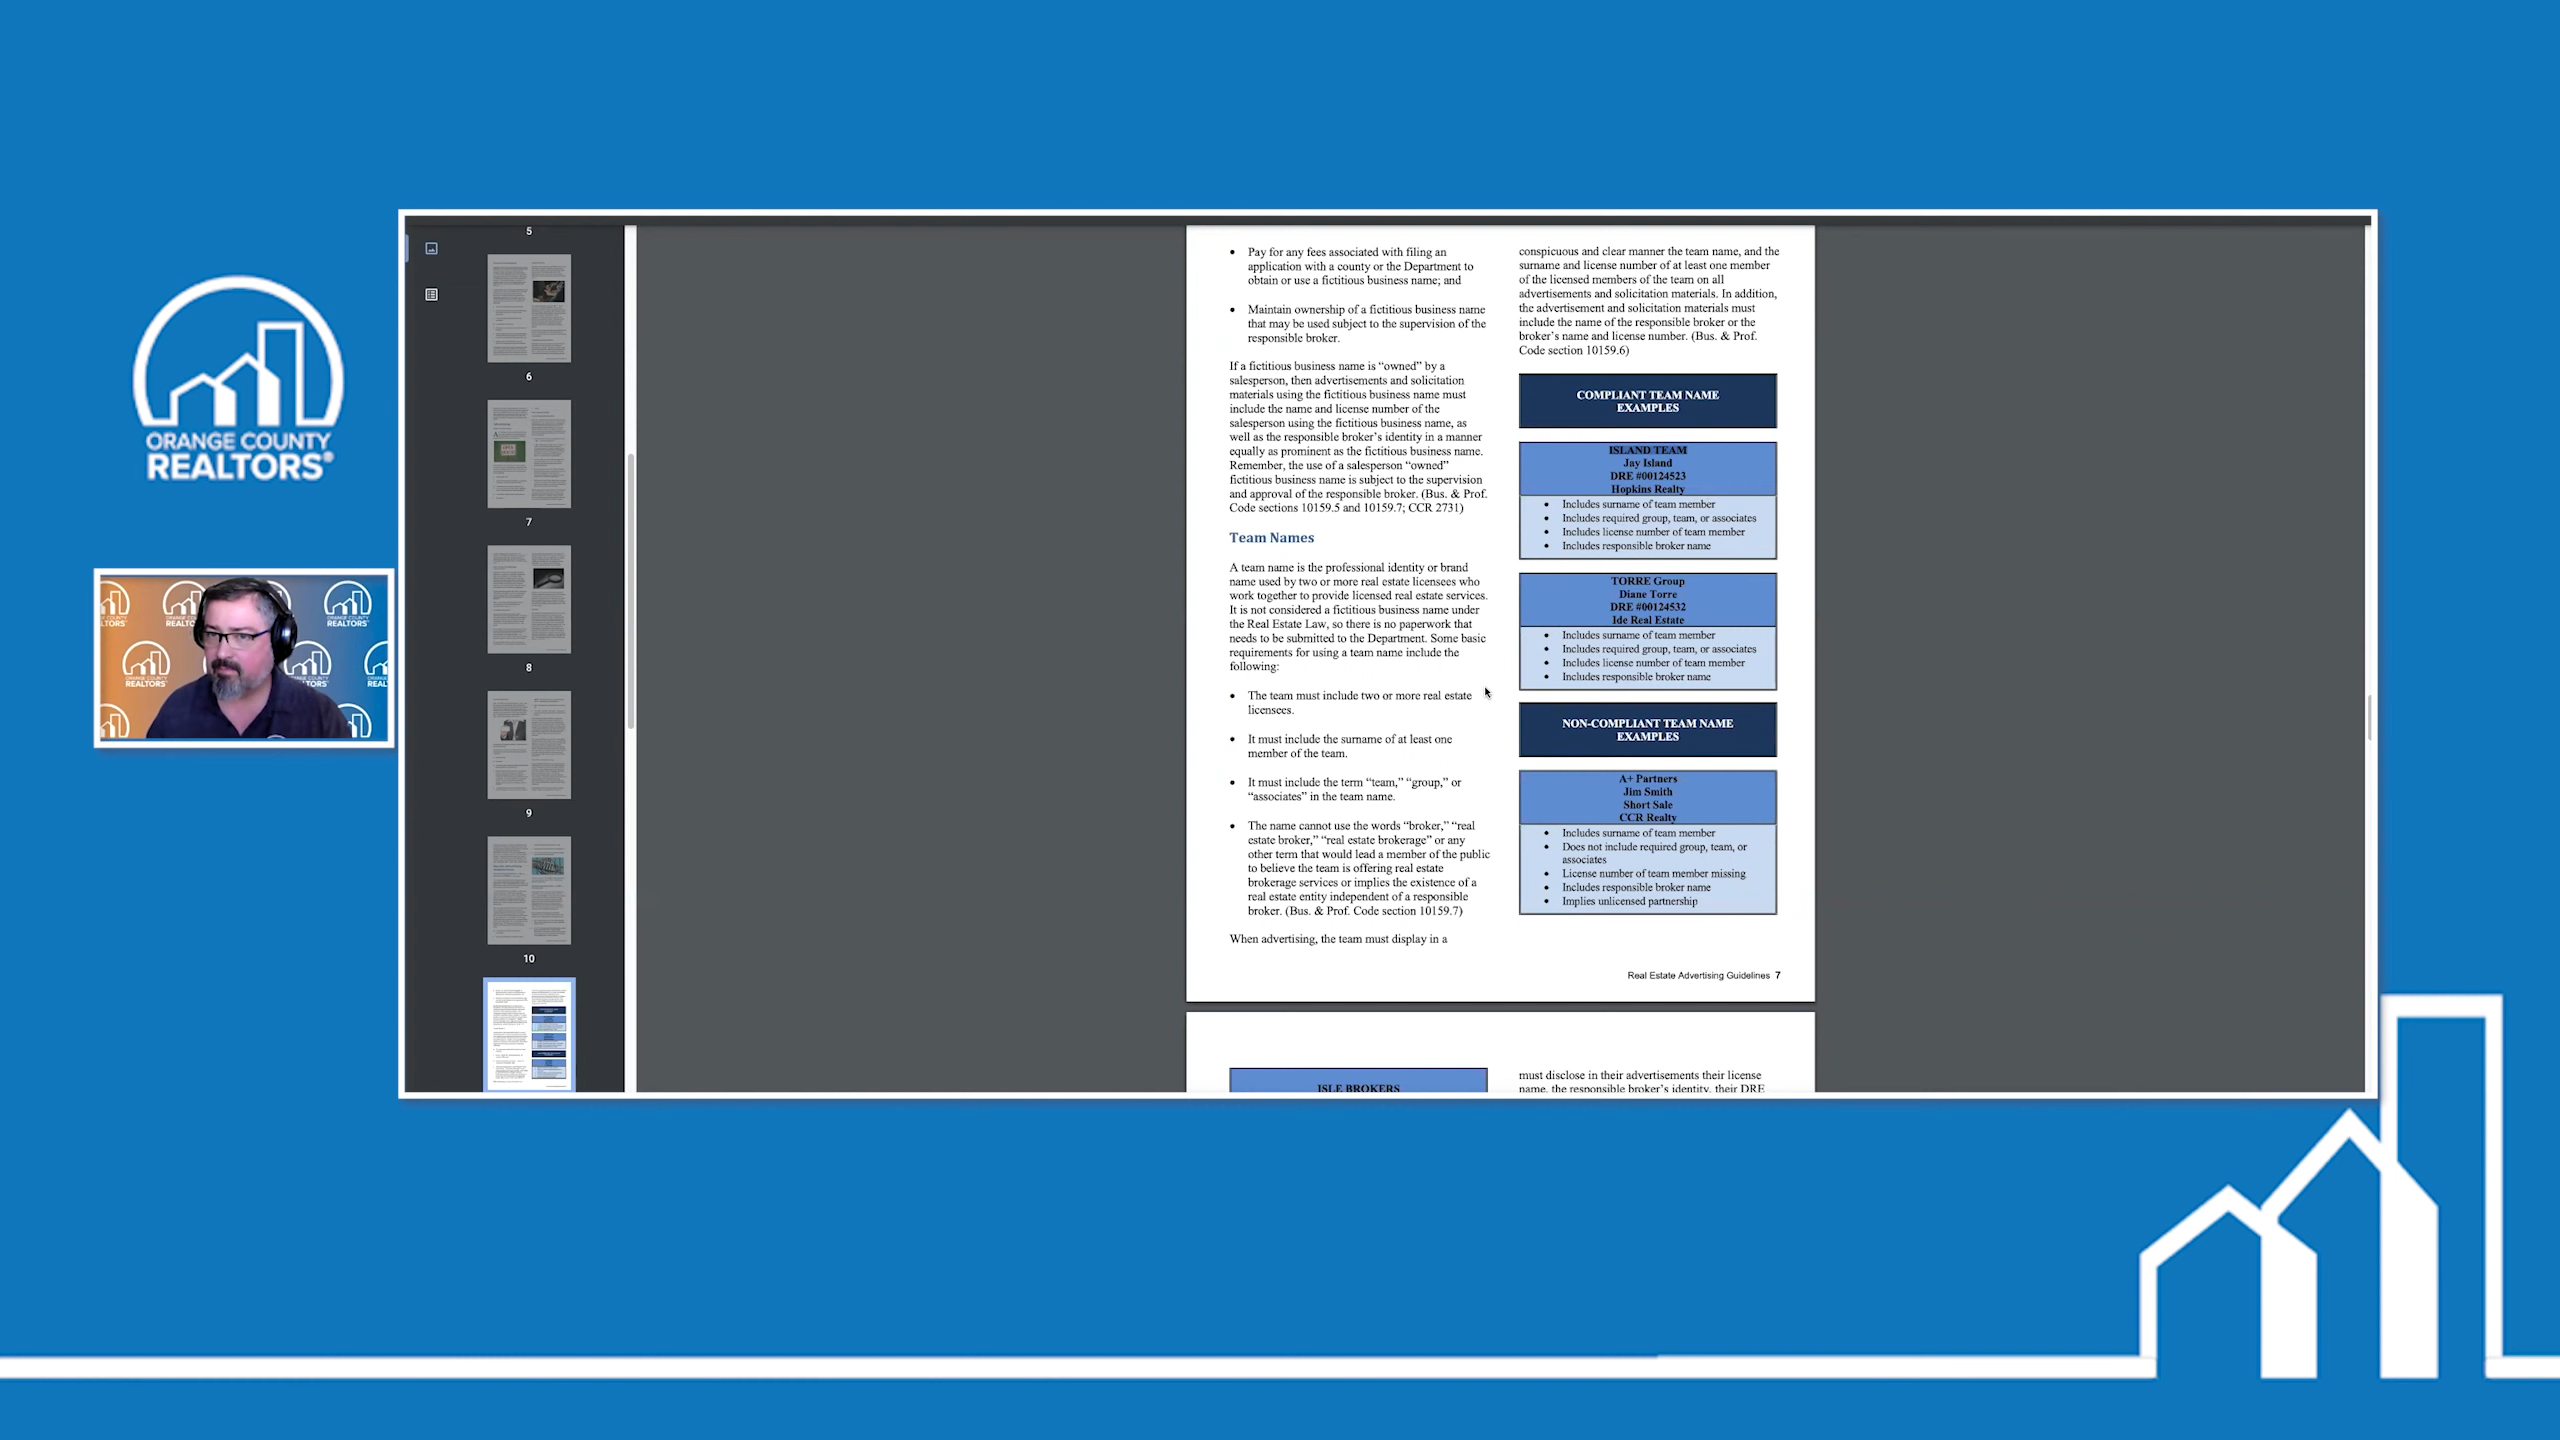 ORANGE COUNTY
REALTORS®
5
6
7
8
9
10
• Pay for any fees associated with filing an
application with a county or the Department to
obtain or use a fictitious business name; and
• Maintain ownership of a fictitious business name
that may be used subject to the supervision of the
responsible broker.
If a fictitious business name is “owned” by a
salesperson, then advertisements and solicitation
materials using the fictitious business name must
include the name and license number of the
salesperson using the fictitious business name, as
well as the responsible broker’s identity in a manner
equally as prominent as the fictitious business name.
Remember, the use of a salesperson “owned”
fictitious business name is subject to the supervision
and approval of the responsible broker. (Bus. & Prof.
Code sections 10159.5 and 10159.7; CCR 2731)
Team Names
A team name is the professional identity or brand
name used by two or more real estate licensees who
work together to provide licensed real estate services.
It is not considered a fictitious business name under
the Real Estate Law, so there is no paperwork that
needs to be submitted to the Department. Some basic
requirements for using a team name include the
following:
• The team must include two or more real estate
licensees.
• It must include the surname of at least one
member of the team.
• It must include the term “team,” “group,” or
“associates” in the team name.
• The name cannot use the words “broker,” “real
estate broker,” “real estate brokerage” or any
other term that would lead a member of the public
to believe the team is offering real estate
brokerage services or implies the existence of a
real estate entity independent of a responsible
broker. (Bus. & Prof. Code section 10159.7)
When advertising, the team must display in a
conspicuous and clear manner the team name, and the
surname and license number of at least one member
of the licensed members of the team on all
advertisements and solicitation materials. In addition,
the advertisement and solicitation materials must
include the name of the responsible broker or the
broker’s name and license number. (Bus. & Prof.
Code section 10159.6)
COMPLIANT TEAM NAME
EXAMPLES
ISLAND TEAM
Jay Island
DRE #00124523
Hopkins Realty
• Includes surname of team member
• Includes required group, team, or associates
• Includes license number of team member
• Includes responsible broker name
TORRE Group
Diane Torre
DRE #00124532
Ide Real Estate
• Includes surname of team member
• Includes required group, team, or associates
• Includes license number of team member
• Includes responsible broker name
NON-COMPLIANT TEAM NAME
EXAMPLES
A+ Partners
Jim Smith
Short Sale
CCR Realty
• Includes surname of team member
• Does not include required group, team, or
associates
• License number of team member missing
• Includes responsible broker name
• Implies unlicensed partnership
Real Estate Advertising Guidelines 7
ISLE BROKERS
must disclose in their advertisements their license
name, the responsible broker’s identity, their DRE